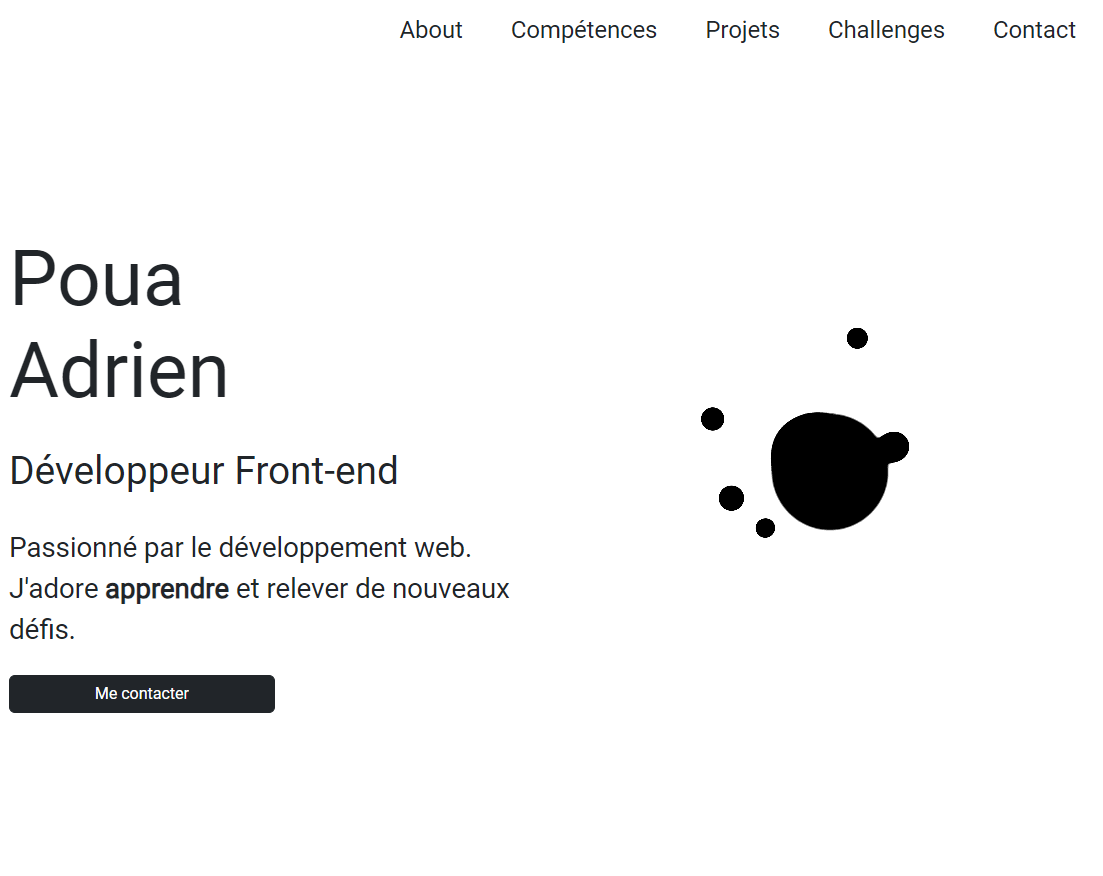 About Compétences Projets Challenges Contact
Poua
Adrien
Développeur Front-end
Passionné par le développement web.
J'adore apprendre et relever de nouveaux
défis.
Me contacter